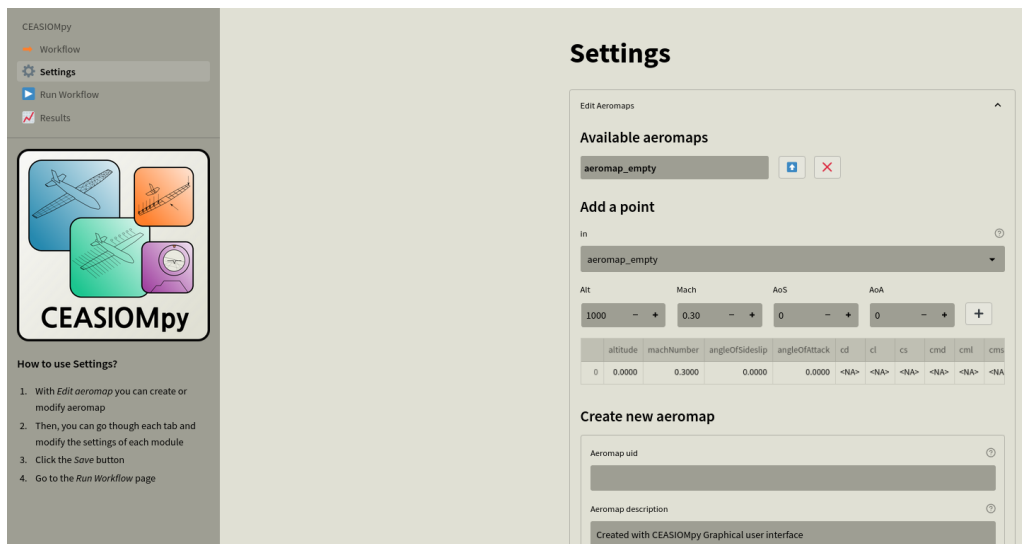 CEASIOMpy
Workflow
Settings
Run Workflow
Results
CEASIOMpy
How to use Settings?
1. With Edit aeromap you can create or
modify aeromap
2. Then, you can go though each tab and
modify the settings of each module
3. Click the Save button
4. Go to the Run Workflow page
Settings
Edit Aeromaps
Available aeromaps
aeromap_empty
Add a point
in
aeromap_empty
Alt Mach AoS AoA
1000 − + 0.30 − + 0 − + 0 − + +
altitude machNumber angleOfSideslip angleOfAttack cd cl cs cmd cml cms
0 0.0000 0.3000 0.0000 0.0000 <NA> <NA> <NA> <NA> <NA> <NA
Create new aeromap
Aeromap uid
Aeromap description
Created with CEASIOMpy Graphical user interface